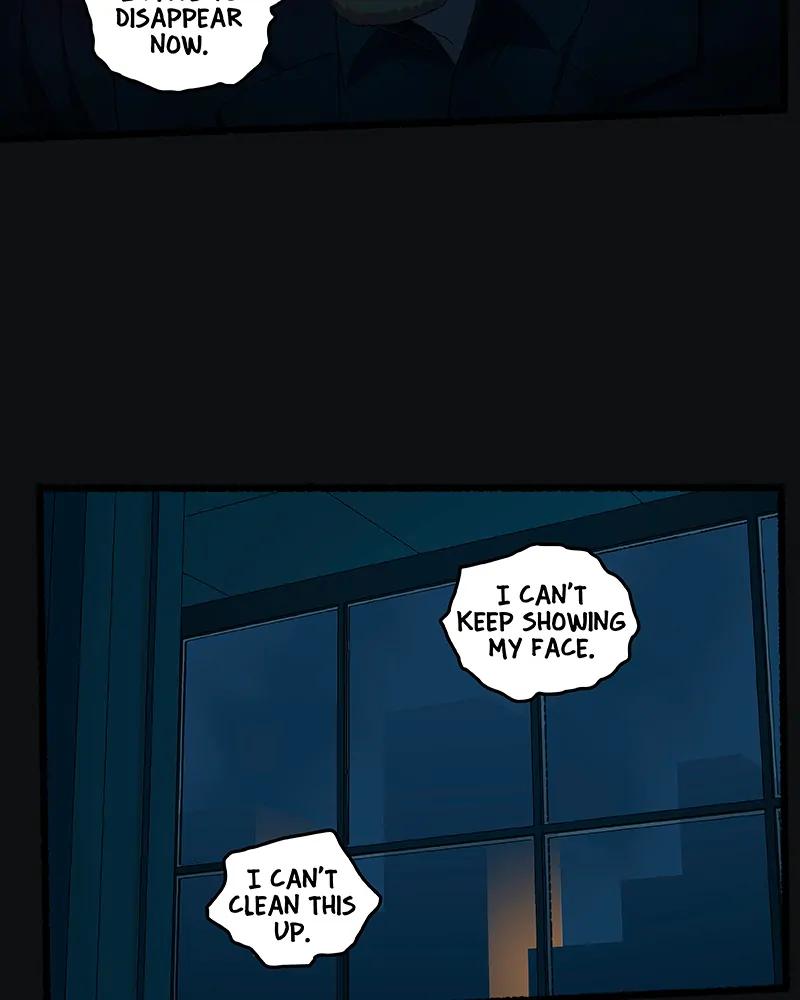 DISAPPEAR
NOW.
I CAN'T
KEEP SHOWING
MY FACE.
I CAN'T
CLEAN THIS
UP.